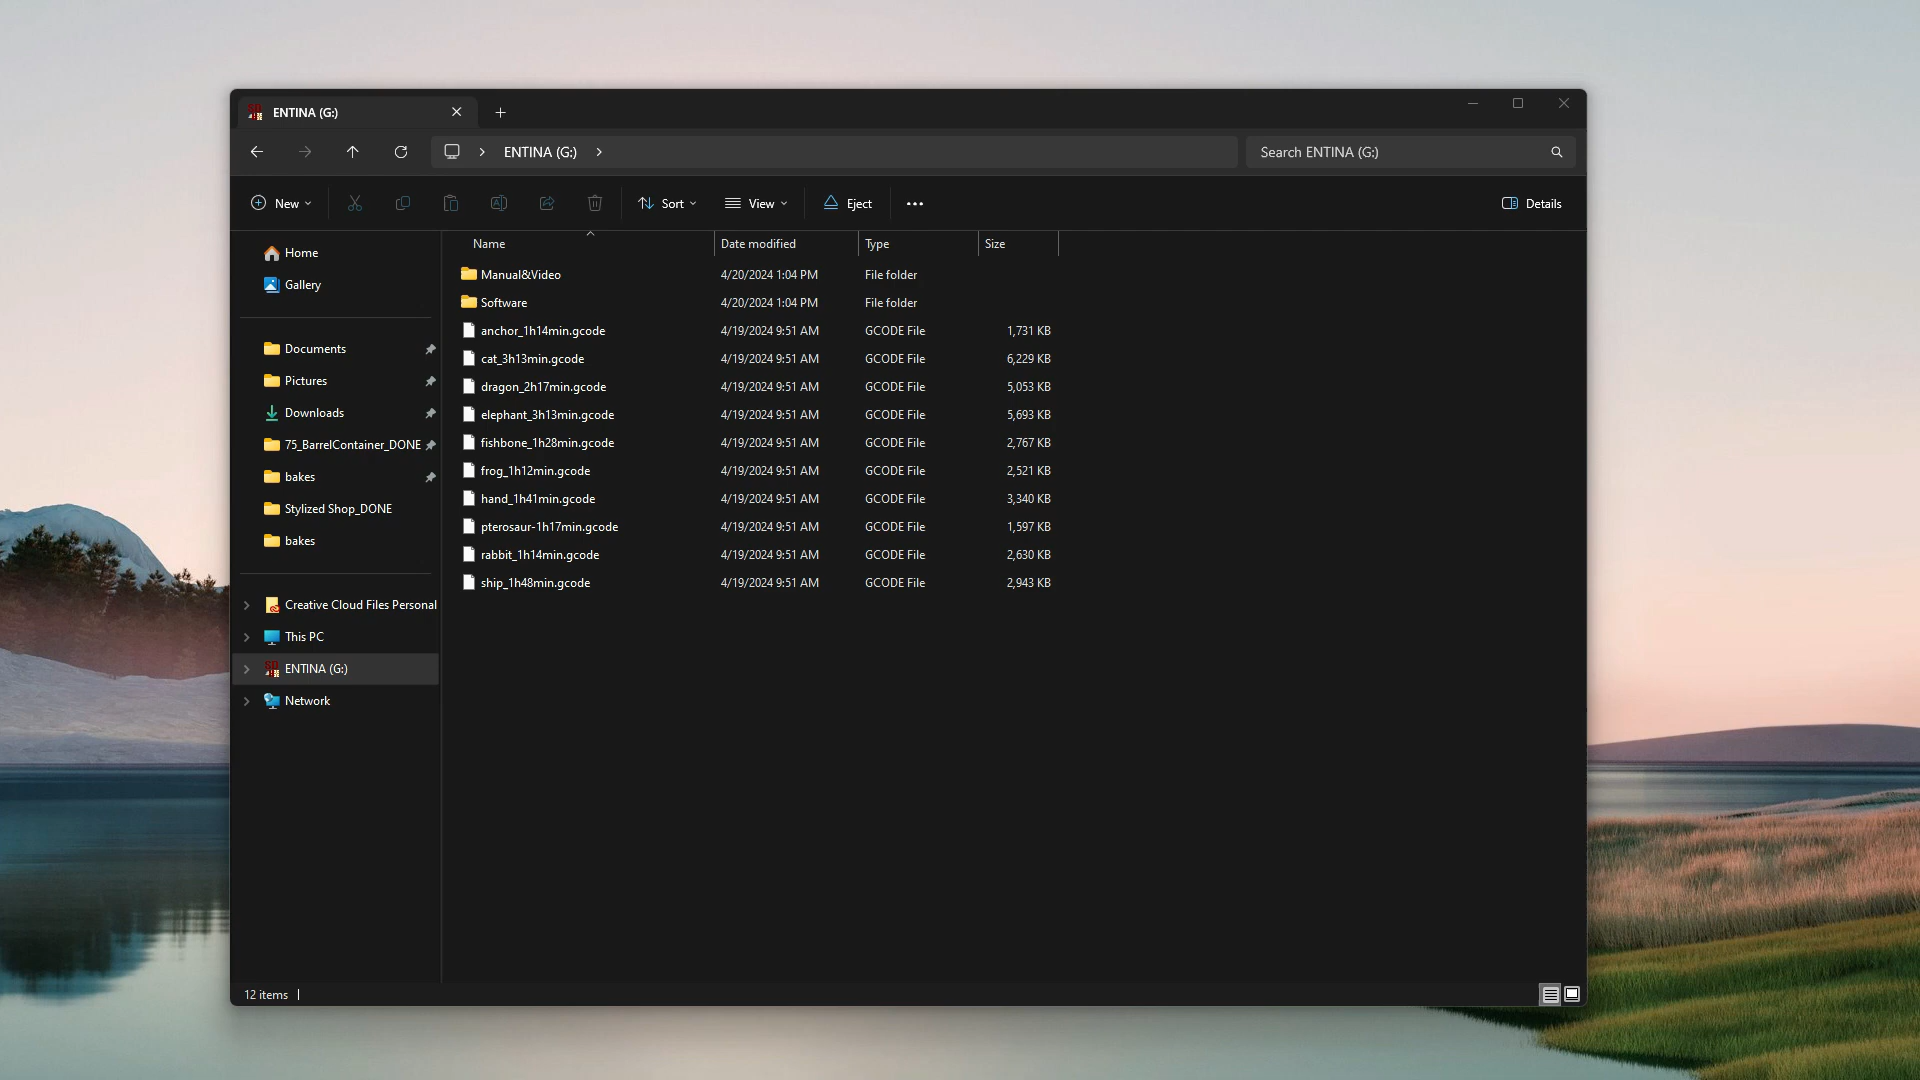 ENTINA (G:)
ENTINA (G:)
Search ENTINA (G:)
New
Sort
View
Eject
Details
Name Date modified Type Size
Home
Gallery
Documents
Pictures
Downloads
75_BarrelContainer_DONE
bakes
Stylized Shop_DONE
bakes
Creative Cloud Files Personal
This PC
ENTINA (G:)
Network
Manual&Video 4/20/2024 1:04 PM File folder
Software 4/20/2024 1:04 PM File folder
anchor_1h14min.gcode 4/19/2024 9:51 AM GCODE File 1,731 KB
cat_3h13min.gcode 4/19/2024 9:51 AM GCODE File 6,229 KB
dragon_2h17min.gcode 4/19/2024 9:51 AM GCODE File 5,053 KB
elephant_3h13min.gcode 4/19/2024 9:51 AM GCODE File 5,693 KB
fishbone_1h28min.gcode 4/19/2024 9:51 AM GCODE File 2,767 KB
frog_1h12min.gcode 4/19/2024 9:51 AM GCODE File 2,521 KB
hand_1h41min.gcode 4/19/2024 9:51 AM GCODE File 3,340 KB
pterosaur-1h17min.gcode 4/19/2024 9:51 AM GCODE File 1,597 KB
rabbit_1h14min.gcode 4/19/2024 9:51 AM GCODE File 2,630 KB
ship_1h48min.gcode 4/19/2024 9:51 AM GCODE File 2,943 KB
12 items